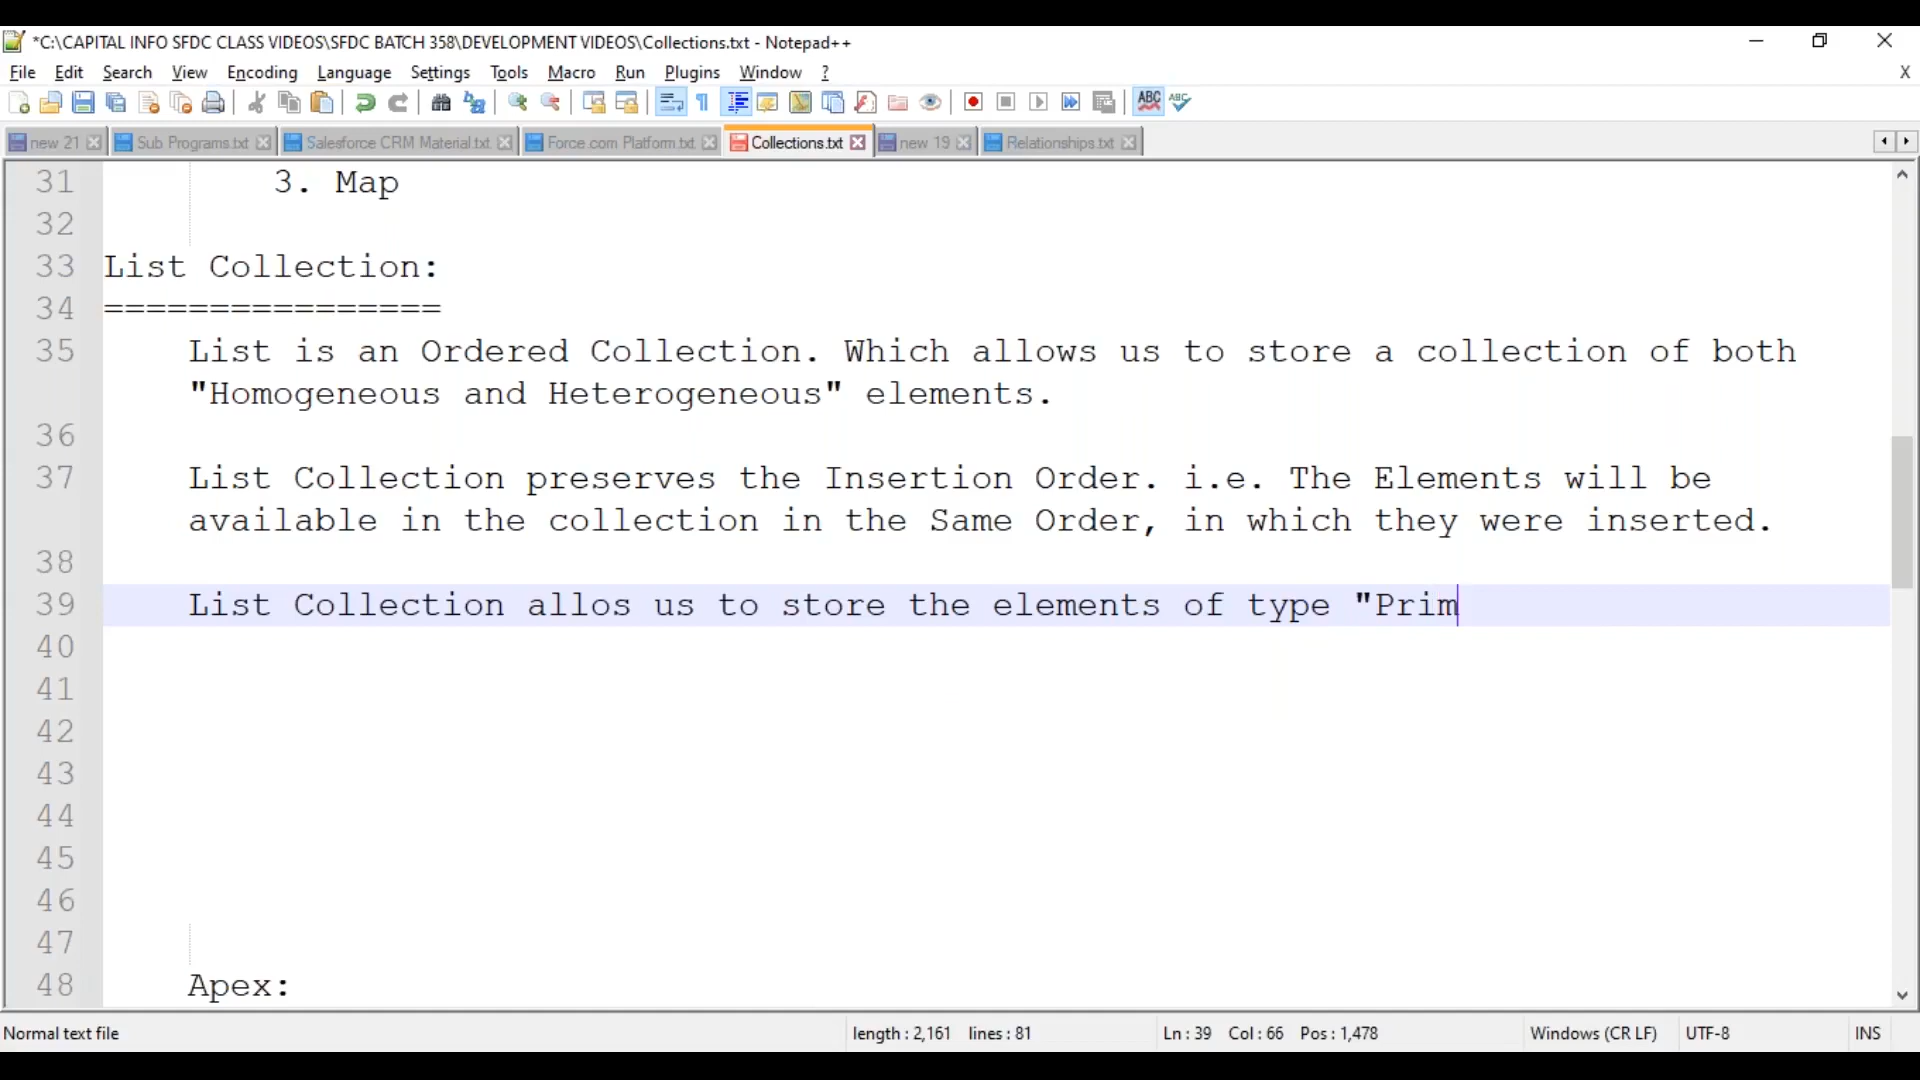 *C:\CAPITAL INFO SFDC CLASS VIDEOS\SFDC BATCH 358\DEVELOPMENT VIDEOS\Collections.txt - Notepad++
File Edit Search View Encoding Language Settings Tools Macro Run Plugins Window ? X
ABC ABC
new 21 Sub Programs.txt Salesforce CRM Material.txt Force.com Platform.txt Collections.txt new 19 Relationships.txt
31 3. Map
32
33 List Collection:
34 ================
35 List is an Ordered Collection. Which allows us to store a collection of both
"Homogeneous and Heterogeneous" elements.
36
37 List Collection preserves the Insertion Order. i.e. The Elements will be
available in the collection in the Same Order, in which they were inserted.
38
39 List Collection allos us to store the elements of type "Prim
40
41
42
43
44
45
46
47
48 Apex:
Normal text file length : 2,161 lines : 81 Ln : 39 Col : 66 Pos : 1,478 Windows (CR LF) UTF-8 INS